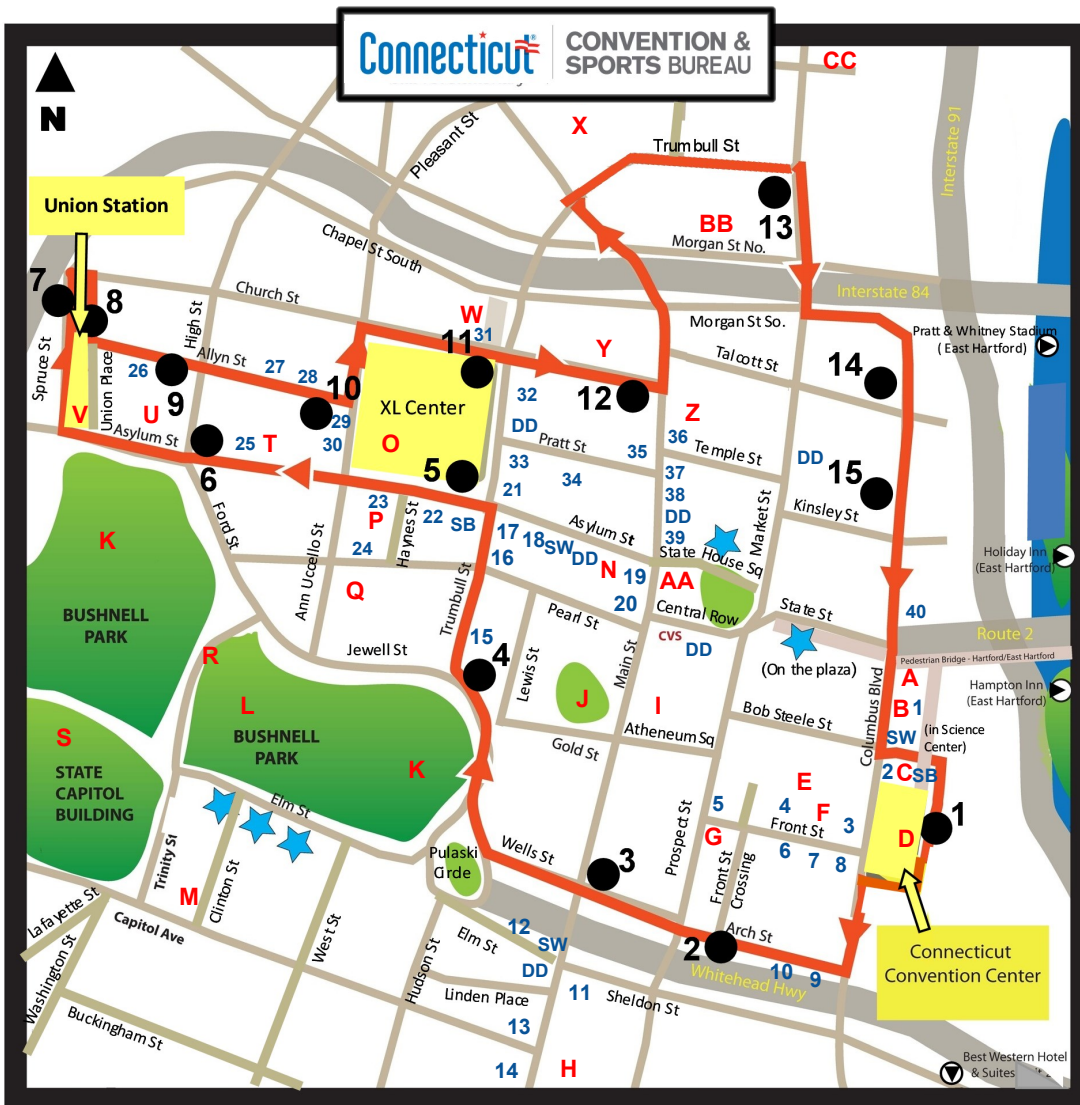 Connecticut®
CONVENTION &
SPORTS BUREAU
CC
N
X
Pleasant St
Trumbull St
Interstate 91
13
BB
Morgan St No.
Union Station
Chapel St South
Interstate 84
7
8
Church St
W
31
11
High St
Morgan St So.
Pratt & Whitney Stadium
( East Hartford)
Spruce St
Union Place
Allyn St
26
27
28
9
10
29
30
XL Center
O
5
Y
12
Talcott St
14
V
U
Asylum St
6
25
T
32
DD
Pratt St
33
21
34
35
Z
36
Temple St
37
38
DD
39
DD
15
Kinsley St
Market St
K
BUSHNELL
PARK
Ford St
Ann Uccello St
23
P
24
Haynes St
22
SB
17
16
18
SW
DD
Asylum St
N
19
20
State House Sq
AA
Central Row
Holiday Inn
(East Hartford)
Q
Trumbull St
Pearl St
CVS
DD
State St
(On the plaza)
40
Route 2
Pedestrian Bridge - Hartford/East Hartford
R
Jewell St
15
4
Lewis St
J
Main St
I
Atheneum Sq
Bob Steele St
Columbus Blvd
A
B
1
SW
(in Science
Center)
Hampton Inn
(East Hartford)
S
STATE
CAPITOL
BUILDING
L
BUSHNELL
PARK
K
Gold St
2
C
SB
E
4
F
3
5
G
Front St
6
7
8
D
1
Elm St
Trinity St
Clinton St
M
Pulaski
Circle
Wells St
3
Prospect St
Front St
Crossing
Lafayette St
Capitol Ave
West St
Washington St
Buckingham St
Hudson St
Elm St
12
SW
DD
2
Arch St
10
9
Whitehead Hwy
Connecticut
Convention Center
Linden Place
11
Sheldon St
13
14
H
Best Western Hotel
& Suites